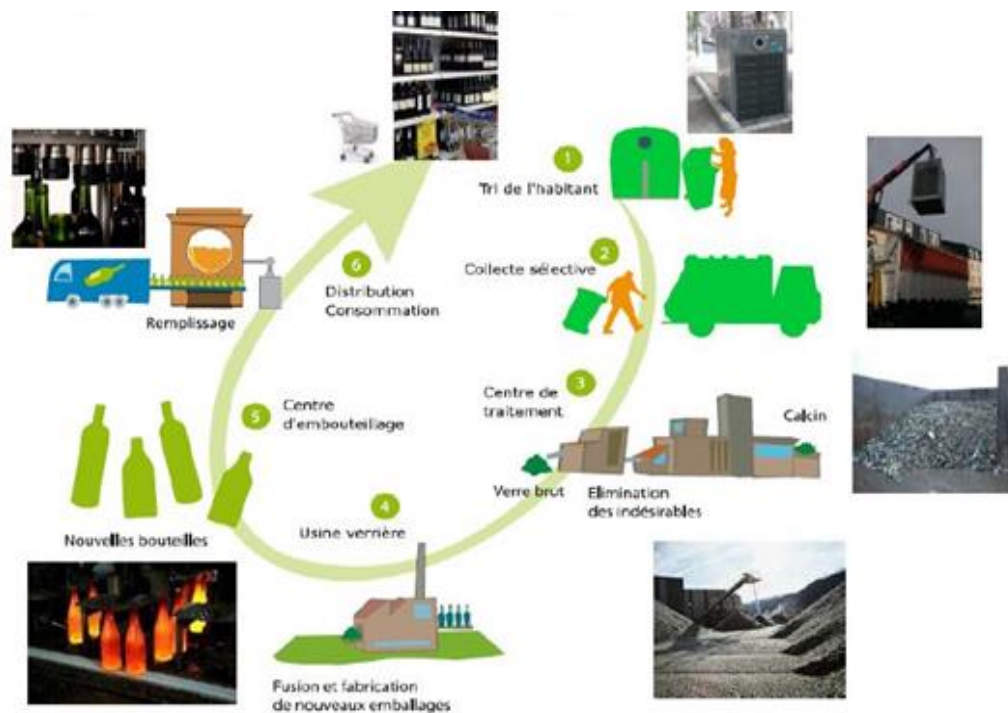 1
Tri de l'habitant
2
Collecte sélective
3
Centre de
traitement
Calcin
Verre brut
Elimination
des indésirables
4
Usine verrière
Fusion et fabrication
de nouveaux emballages
5
Centre
d'embouteillage
Nouvelles bouteilles
6
Distribution
Consommation
Remplissage